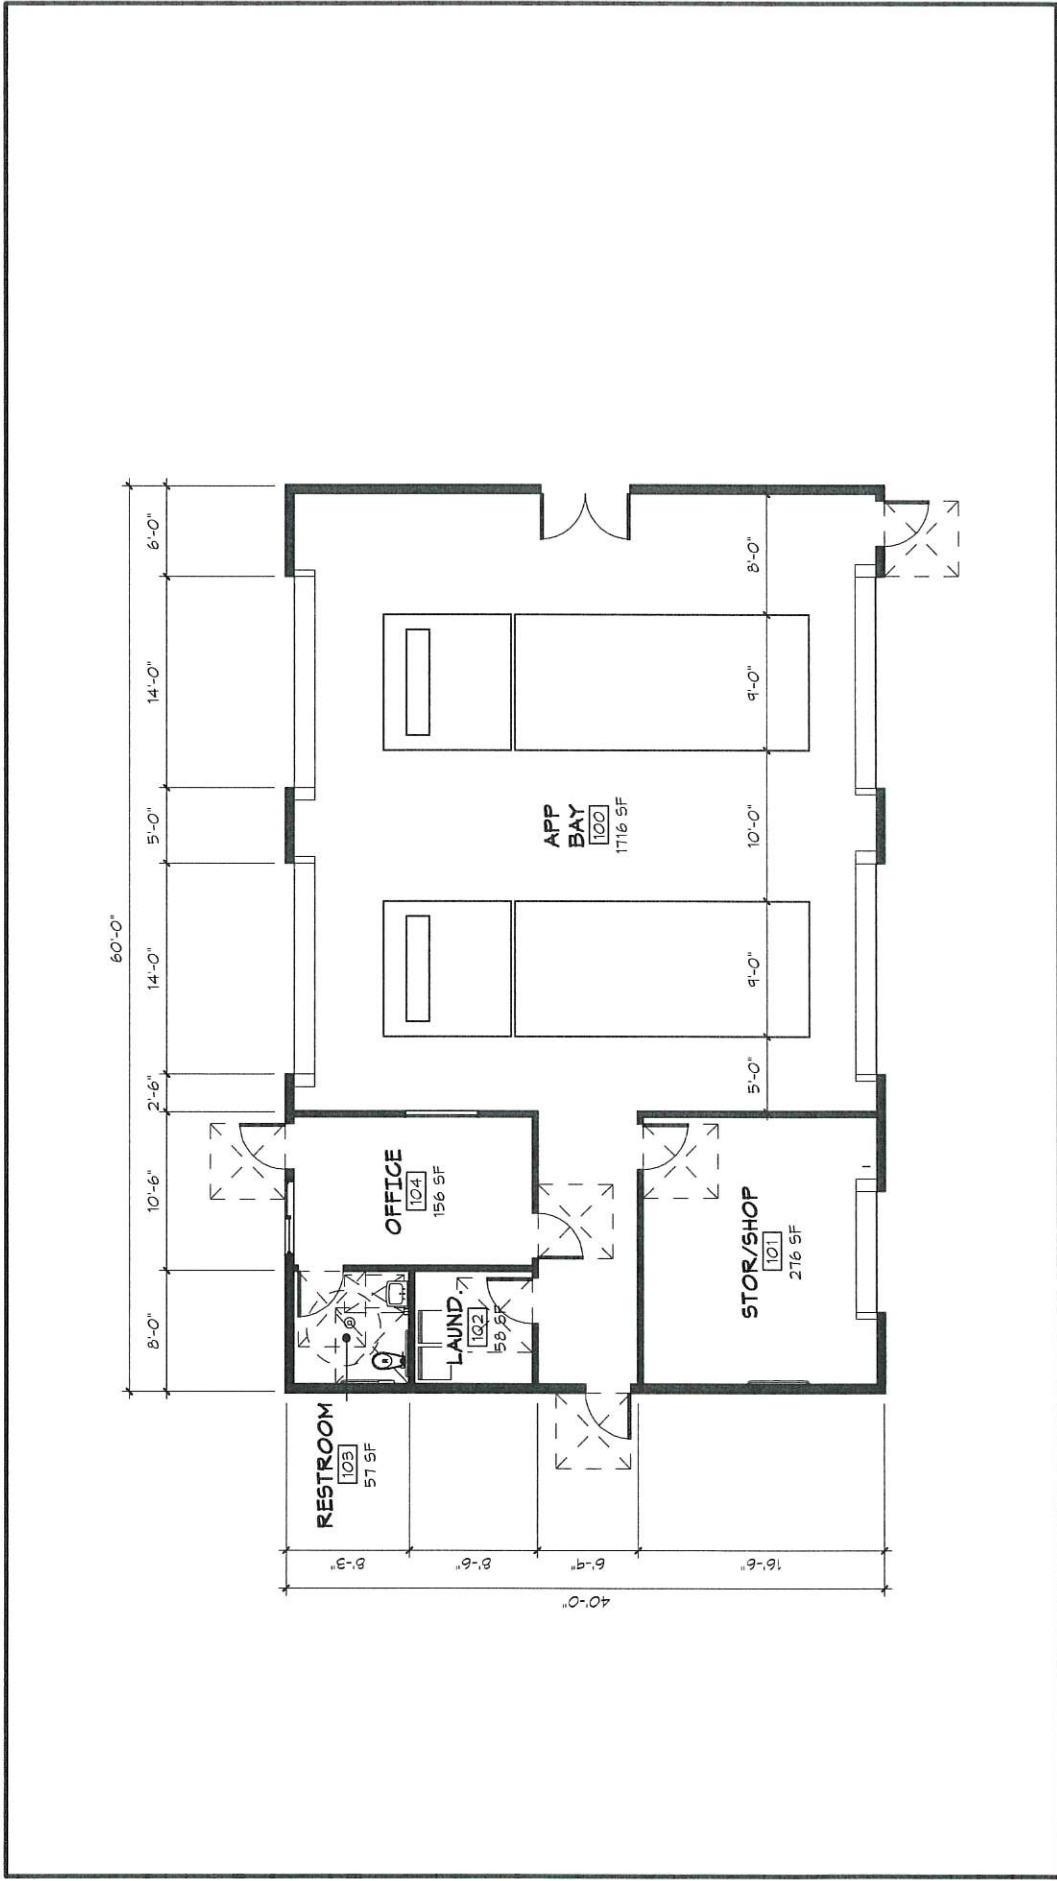 60'-0"
8'-0"
10'-6"
2'-6"
14'-0"
5'-0"
14'-0"
6'-0"
RESTROOM
103
57 SF
OFFICE
104
156 SF
LAUND.
102
58 SF
APP
BAY
100
1716 SF
STOR/SHOP
101
276 SF
5'-0"
9'-0"
10'-0"
9'-0"
8'-0"
8'-3"
8'-6"
6'-9"
16'-6"
40'-0"